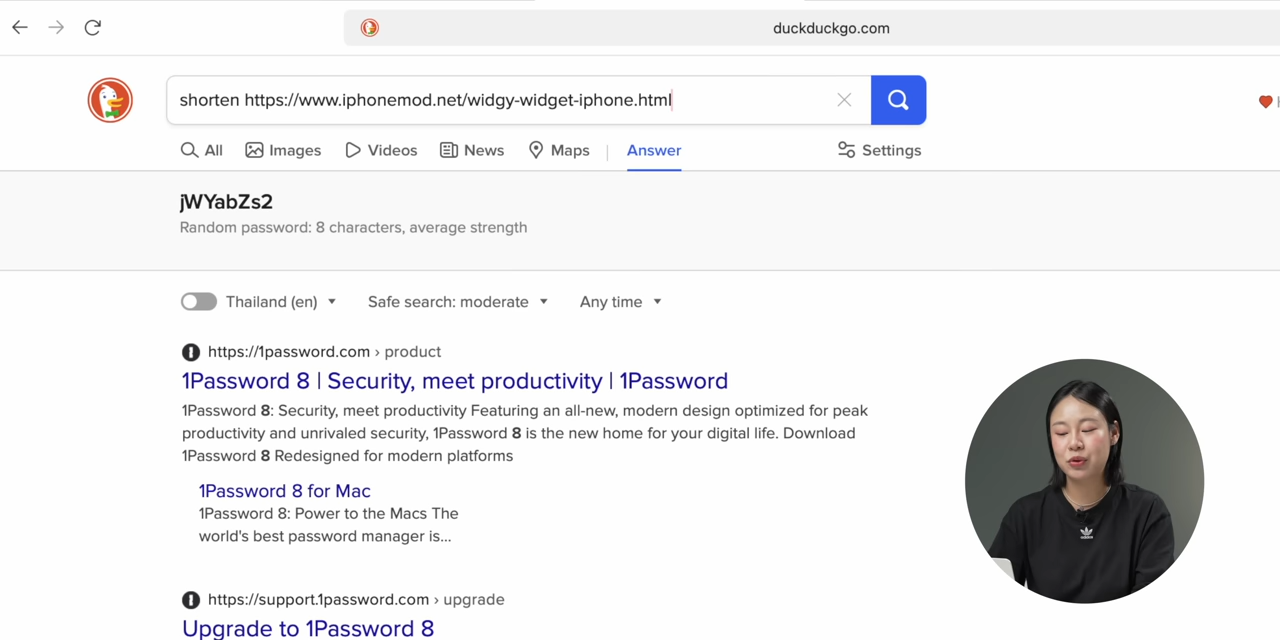 duckduckgo.com
shorten https://www.iphonemod.net/widgy-widget-iphone.html
All Images Videos News Maps Answer Settings
jWYabZs2
Random password: 8 characters, average strength
Thailand (en) Safe search: moderate Any time
https://1password.com › product
1Password 8 | Security, meet productivity | 1Password
1Password 8: Security, meet productivity Featuring an all-new, modern design optimized for peak
productivity and unrivaled security, 1Password 8 is the new home for your digital life. Download
1Password 8 Redesigned for modern platforms
1Password 8 for Mac
1Password 8: Power to the Macs The
world's best password manager is...
https://support.1password.com › upgrade
Upgrade to 1Password 8